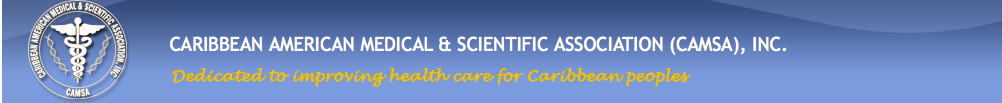 CARIBBEAN AMERICAN MEDICAL & SCIENTIFIC ASSOCIATION, INC
CAMSA
CARIBBEAN AMERICAN MEDICAL & SCIENTIFIC ASSOCIATION (CAMSA), INC.
Dedicated to improving health care for Caribbean peoples